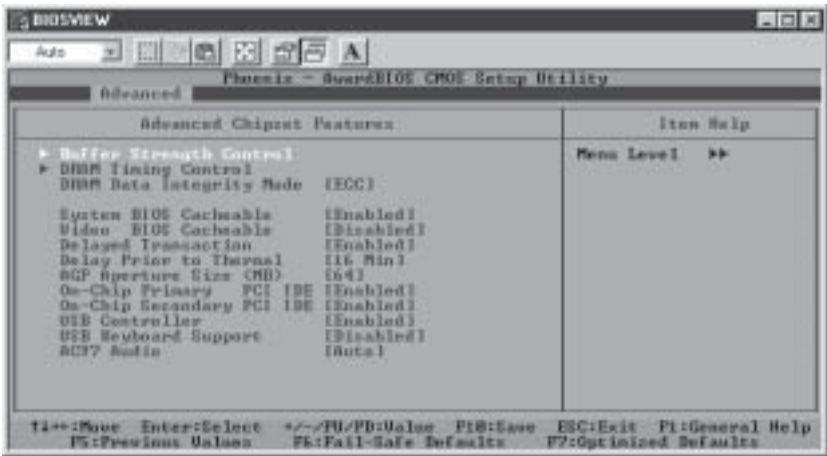 BIOSVIEW
Auto A
Phoenix - AwardBIOS CMOS Setup Utility
Advanced
Advanced Chipset Features Item Help
▶ Buffer Strength Control Menu Level ▶▶
▶ DRAM Timing Control
DRAM Data Integrity Mode [ECC]
System BIOS Cacheable [Enabled]
Video BIOS Cacheable [Disabled]
Delayed Transaction [Enabled]
Delay Prior to Thermal [16 Min]
AGP Aperture Size (MB) [64]
On-Chip Primary PCI IDE [Enabled]
On-Chip Secondary PCI IDE [Enabled]
USB Controller [Enabled]
USB Keyboard Support [Disabled]
AC97 Audio [Auto]
↑↓→←:Move Enter:Select +/-/PU/PD:Value F10:Save ESC:Exit F1:General Help
F5:Previous Values F6:Fail-Safe Defaults F7:Optimized Defaults